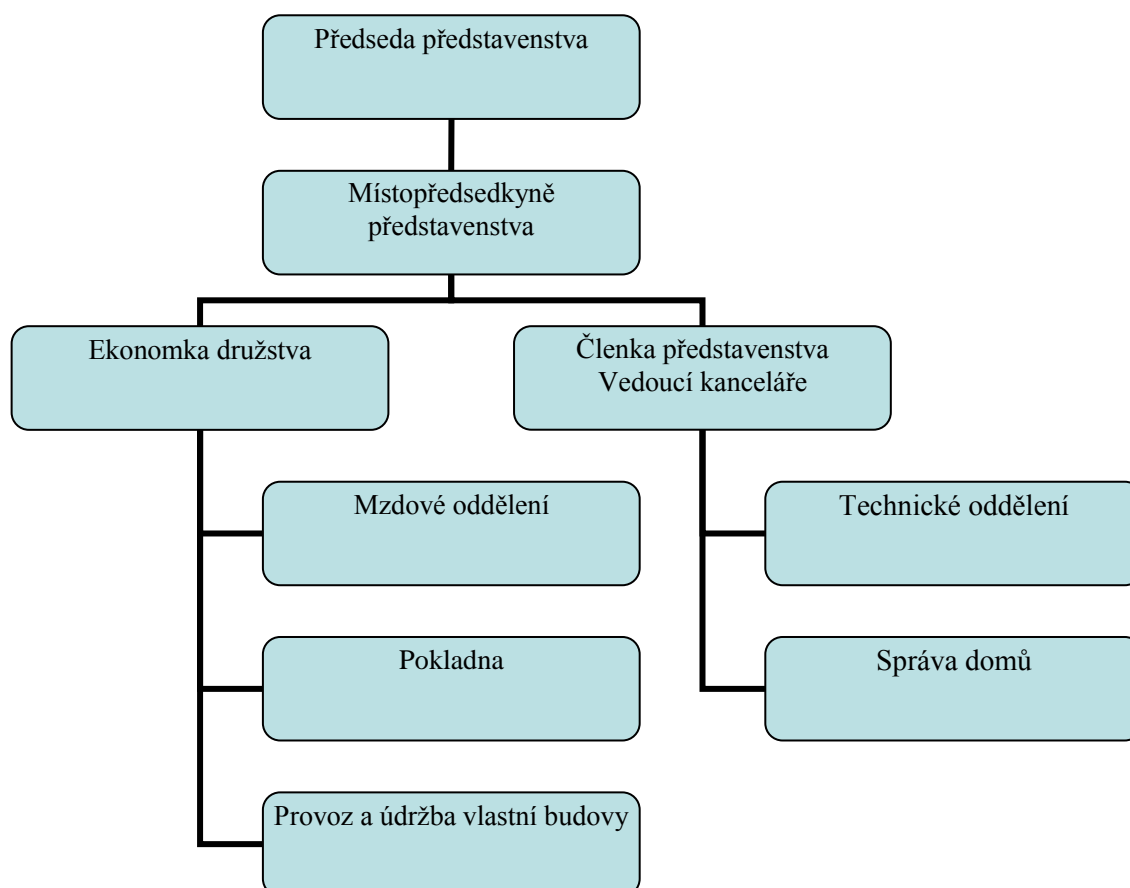 Předseda představenstva
Místopředsedkyně
představenstva
Ekonomka družstva
Členka představenstva
Vedoucí kanceláře
Mzdové oddělení
Technické oddělení
Pokladna
Správa domů
Provoz a údržba vlastní budovy